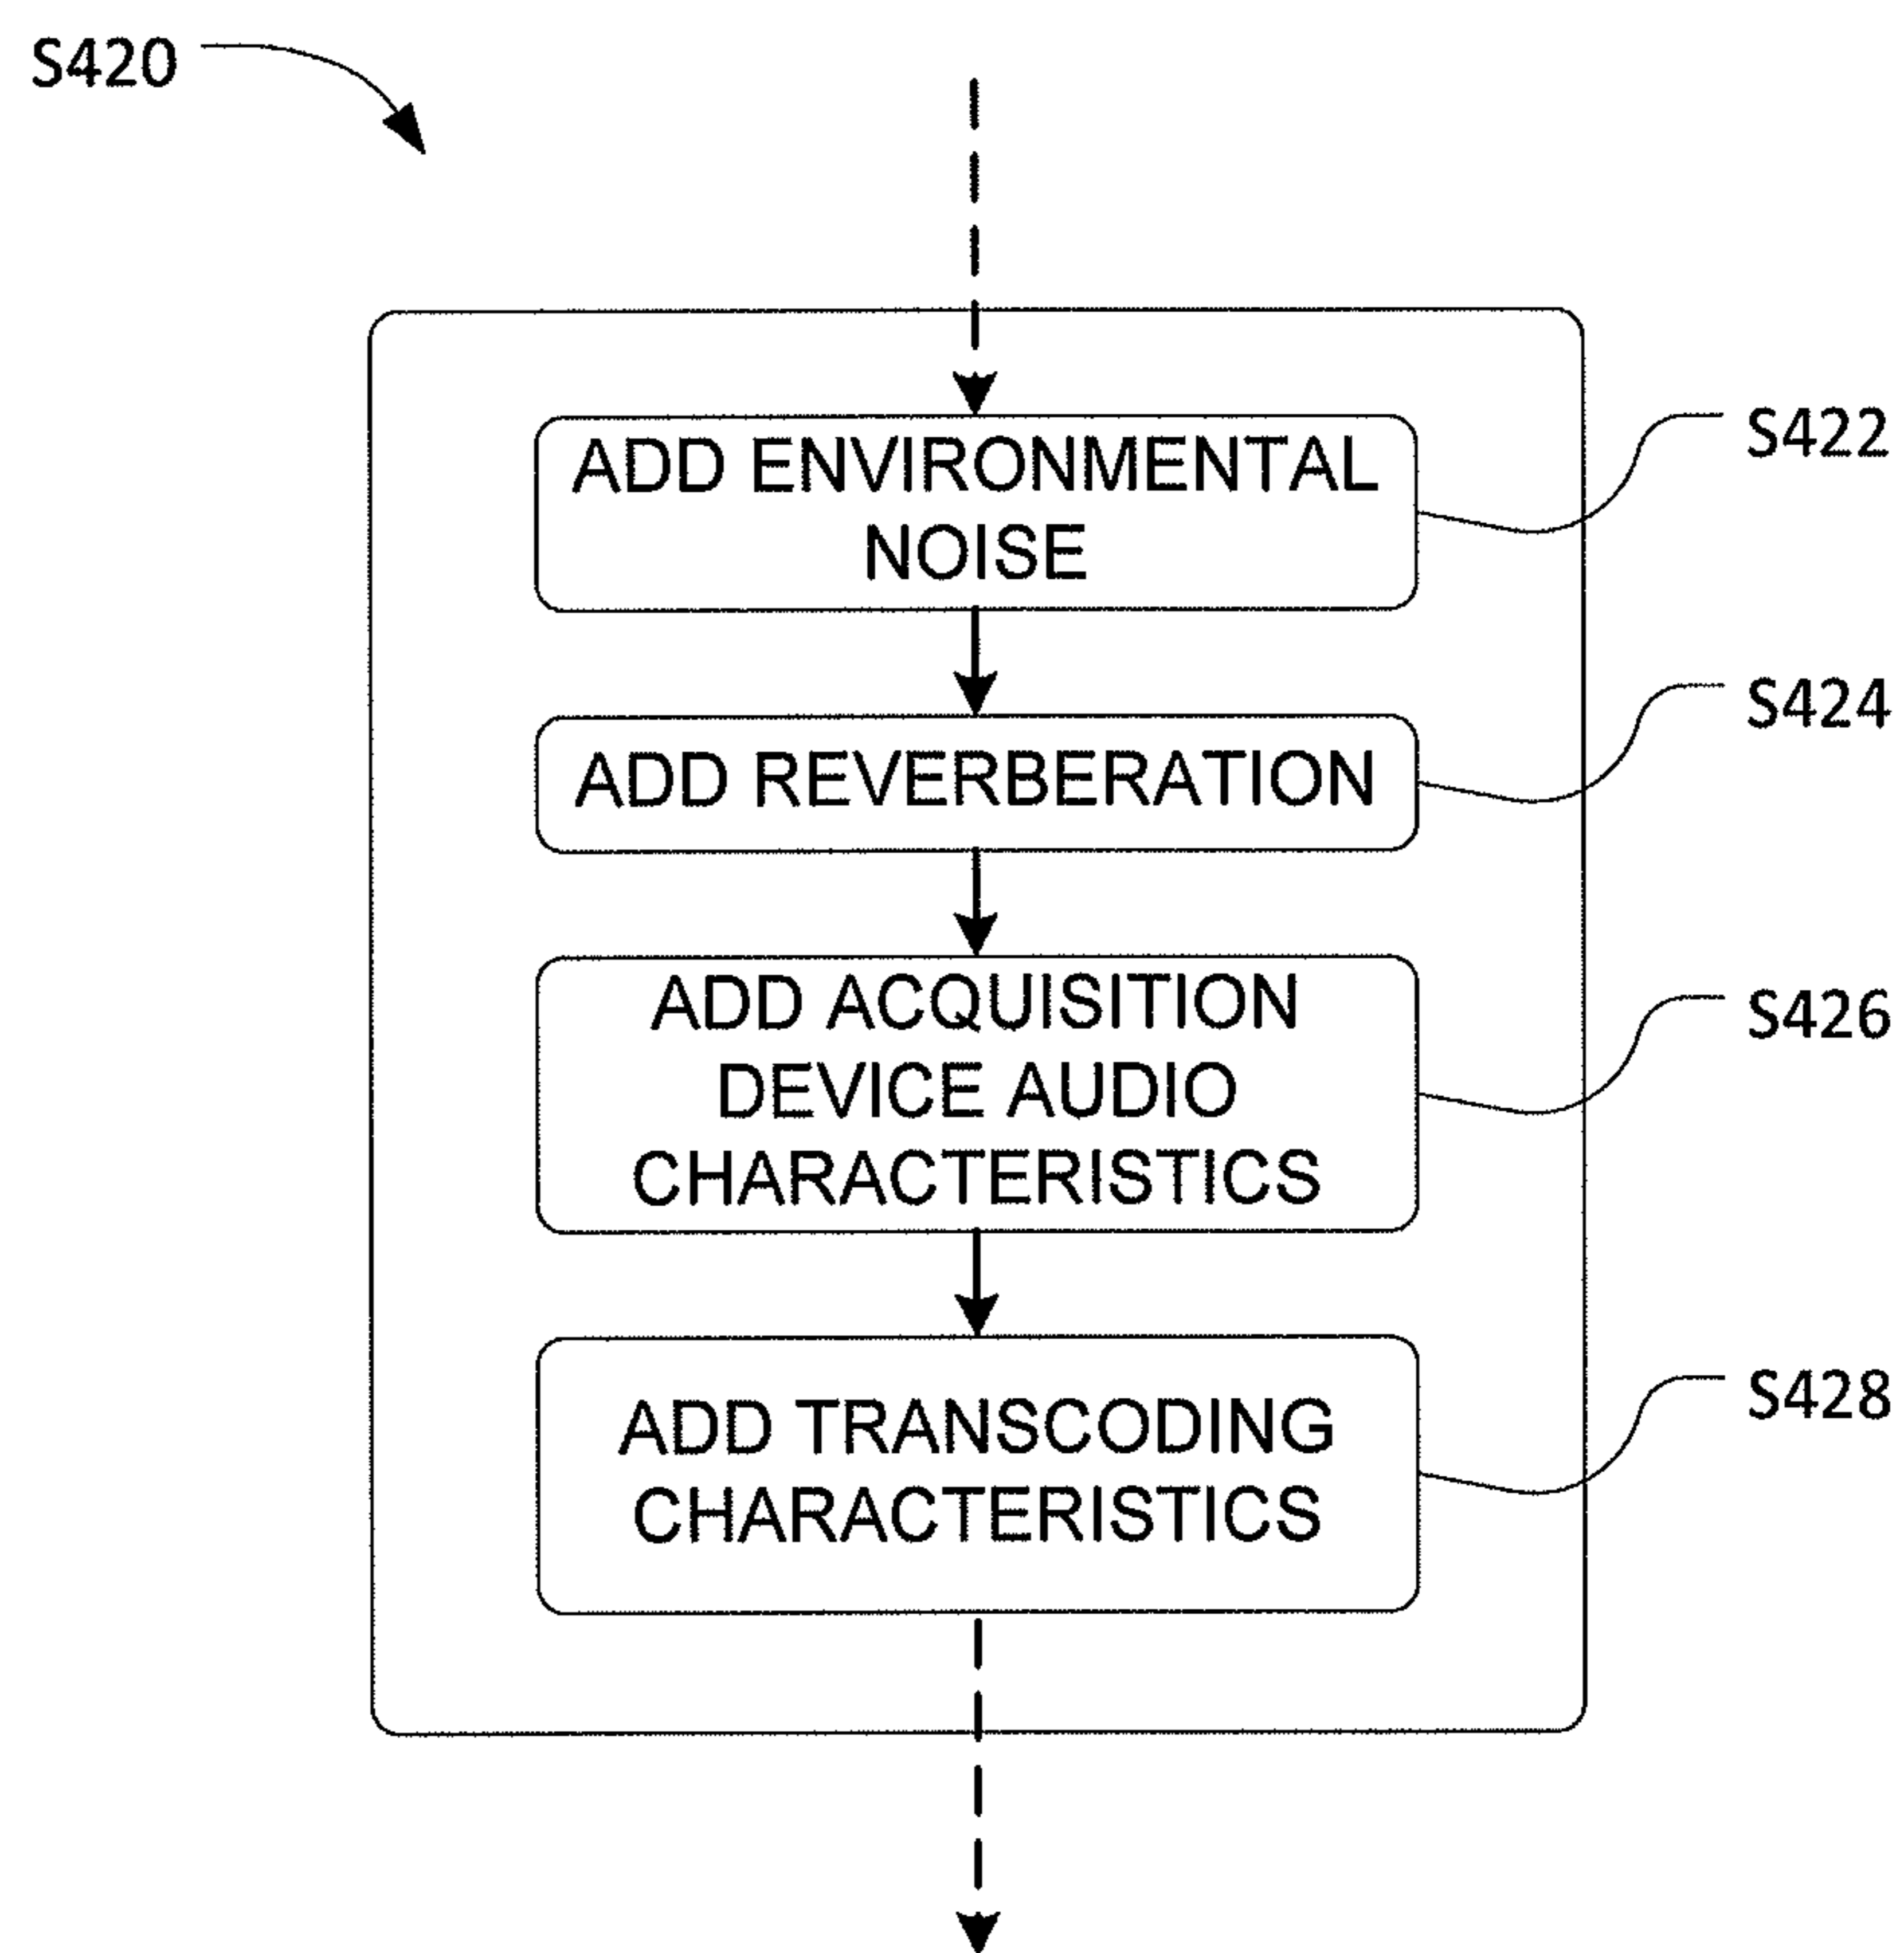 S420
ADD ENVIRONMENTAL
NOISE
S422
ADD REVERBERATION
S424
ADD ACQUISITION
DEVICE AUDIO
CHARACTERISTICS
S426
ADD TRANSCODING
CHARACTERISTICS
S428